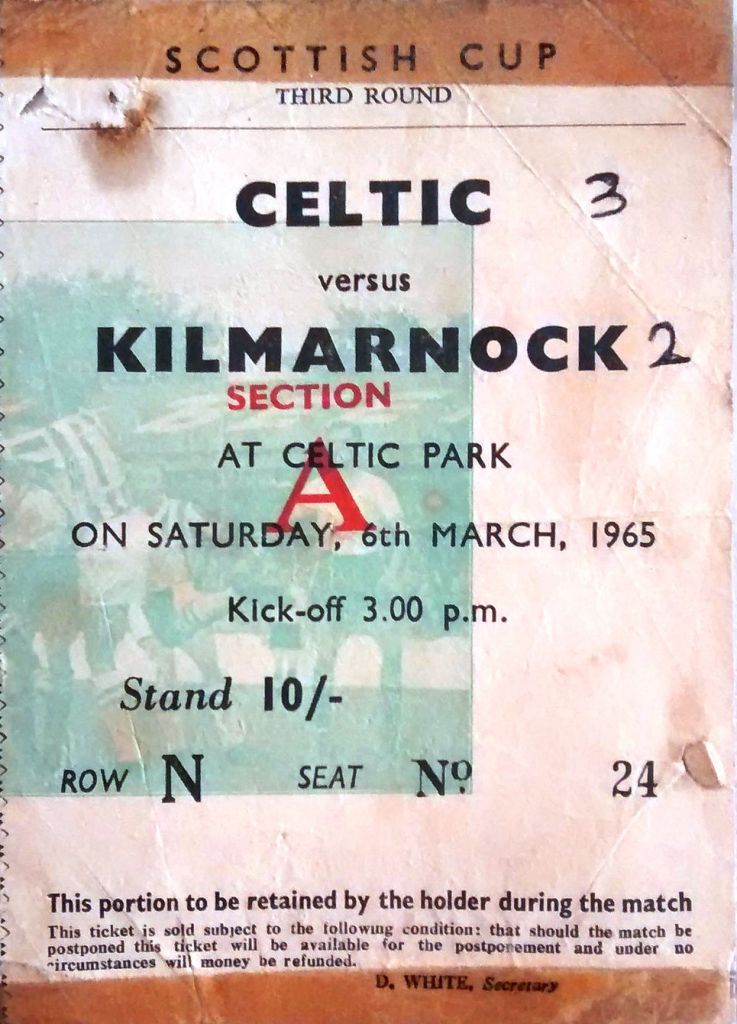 SCOTTISH CUP
THIRD ROUND
CELTIC 3
versus
KILMARNOCK 2
SECTION
A
AT CELTIC PARK
ON SATURDAY, 6th MARCH, 1965
Kick-off 3.00 p.m.
Stand 10/-
ROW N SEAT Nº 24
This portion to be retained by the holder during the match
This ticket is sold subject to the following condition: that should the match be
postponed this ticket will be available for the postponement and under no
circumstances will money be refunded.
D. WHITE, Secretary